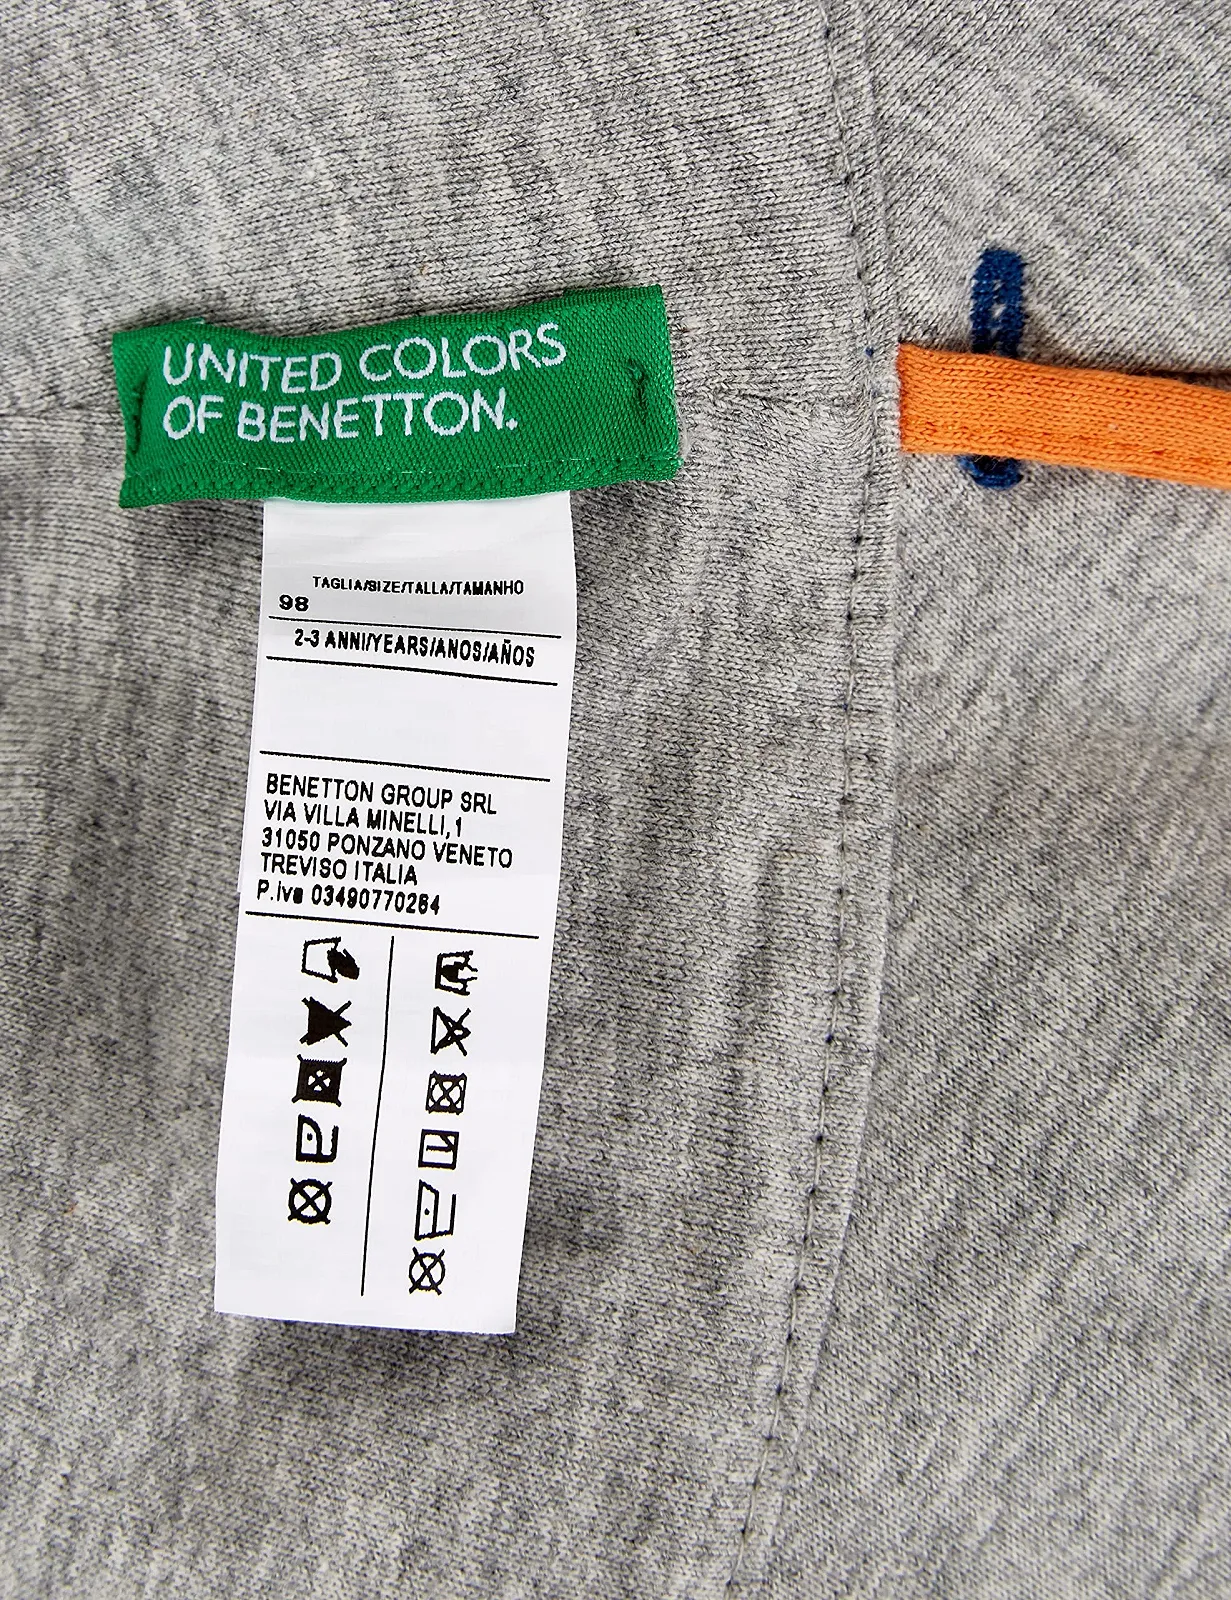 UNITED COLORS
OF BENETTON.
TAGLIA/SIZE/TALLA/TAMANHO
98
2-3 ANNI/YEARS/ANOS/AÑOS
BENETTON GROUP SRL
VIA VILLA MINELLI,1
31050 PONZANO VENETO
TREVISO ITALIA
P.iva 03490770264